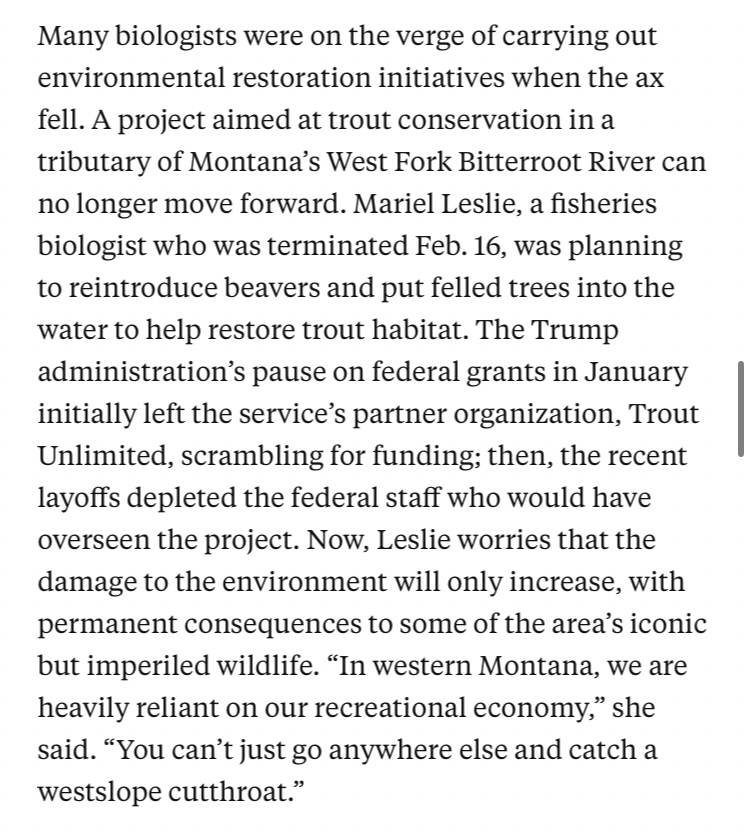 Many biologists were on the verge of carrying out
environmental restoration initiatives when the ax
fell. A project aimed at trout conservation in a
tributary of Montana’s West Fork Bitterroot River can
no longer move forward. Mariel Leslie, a fisheries
biologist who was terminated Feb. 16, was planning
to reintroduce beavers and put felled trees into the
water to help restore trout habitat. The Trump
administration’s pause on federal grants in January
initially left the service’s partner organization, Trout
Unlimited, scrambling for funding; then, the recent
layoffs depleted the federal staff who would have
overseen the project. Now, Leslie worries that the
damage to the environment will only increase, with
permanent consequences to some of the area’s iconic
but imperiled wildlife. “In western Montana, we are
heavily reliant on our recreational economy,” she
said. “You can’t just go anywhere else and catch a
westslope cutthroat.”